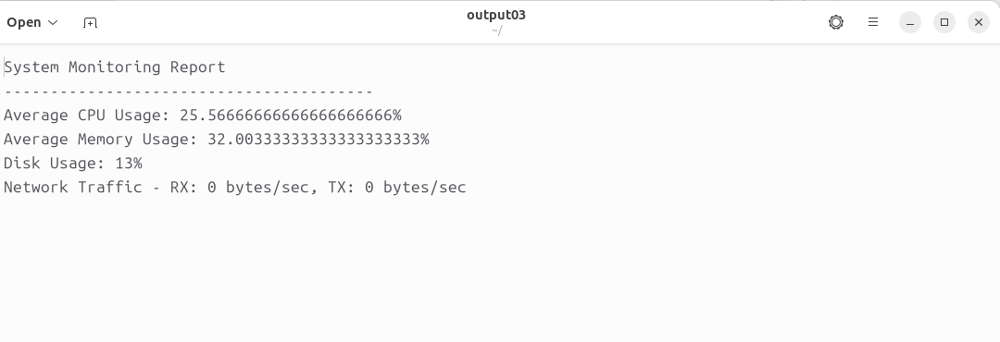 Open
output03
~/
System Monitoring Report
----------------------------------------
Average CPU Usage: 25.56666666666666666666%
Average Memory Usage: 32.00333333333333333333%
Disk Usage: 13%
Network Traffic - RX: 0 bytes/sec, TX: 0 bytes/sec